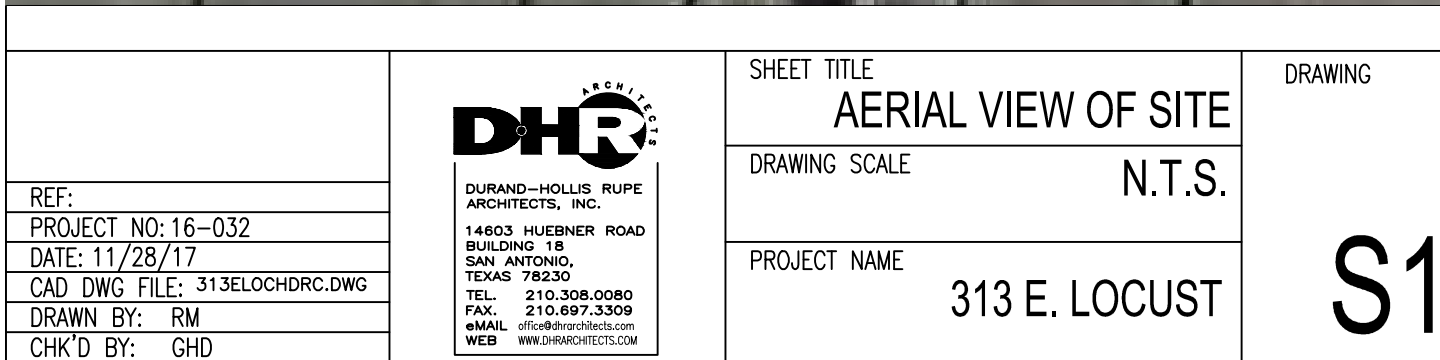 REF:
PROJECT NO: 16-032
DATE: 11/28/17
CAD DWG FILE: 313ELOCHDRC.DWG
DRAWN BY: RM
CHK'D BY: GHD
ARCHITECTS
DHR
DURAND-HOLLIS RUPE
ARCHITECTS, INC.
14603 HUEBNER ROAD
BUILDING 18
SAN ANTONIO,
TEXAS 78230
TEL. 210.308.0080
FAX. 210.697.3309
eMAIL office@dhrarchitects.com
WEB WWW.DHRARCHITECTS.COM
SHEET TITLE
AERIAL VIEW OF SITE
DRAWING SCALE
N.T.S.
PROJECT NAME
313 E. LOCUST
DRAWING
S1